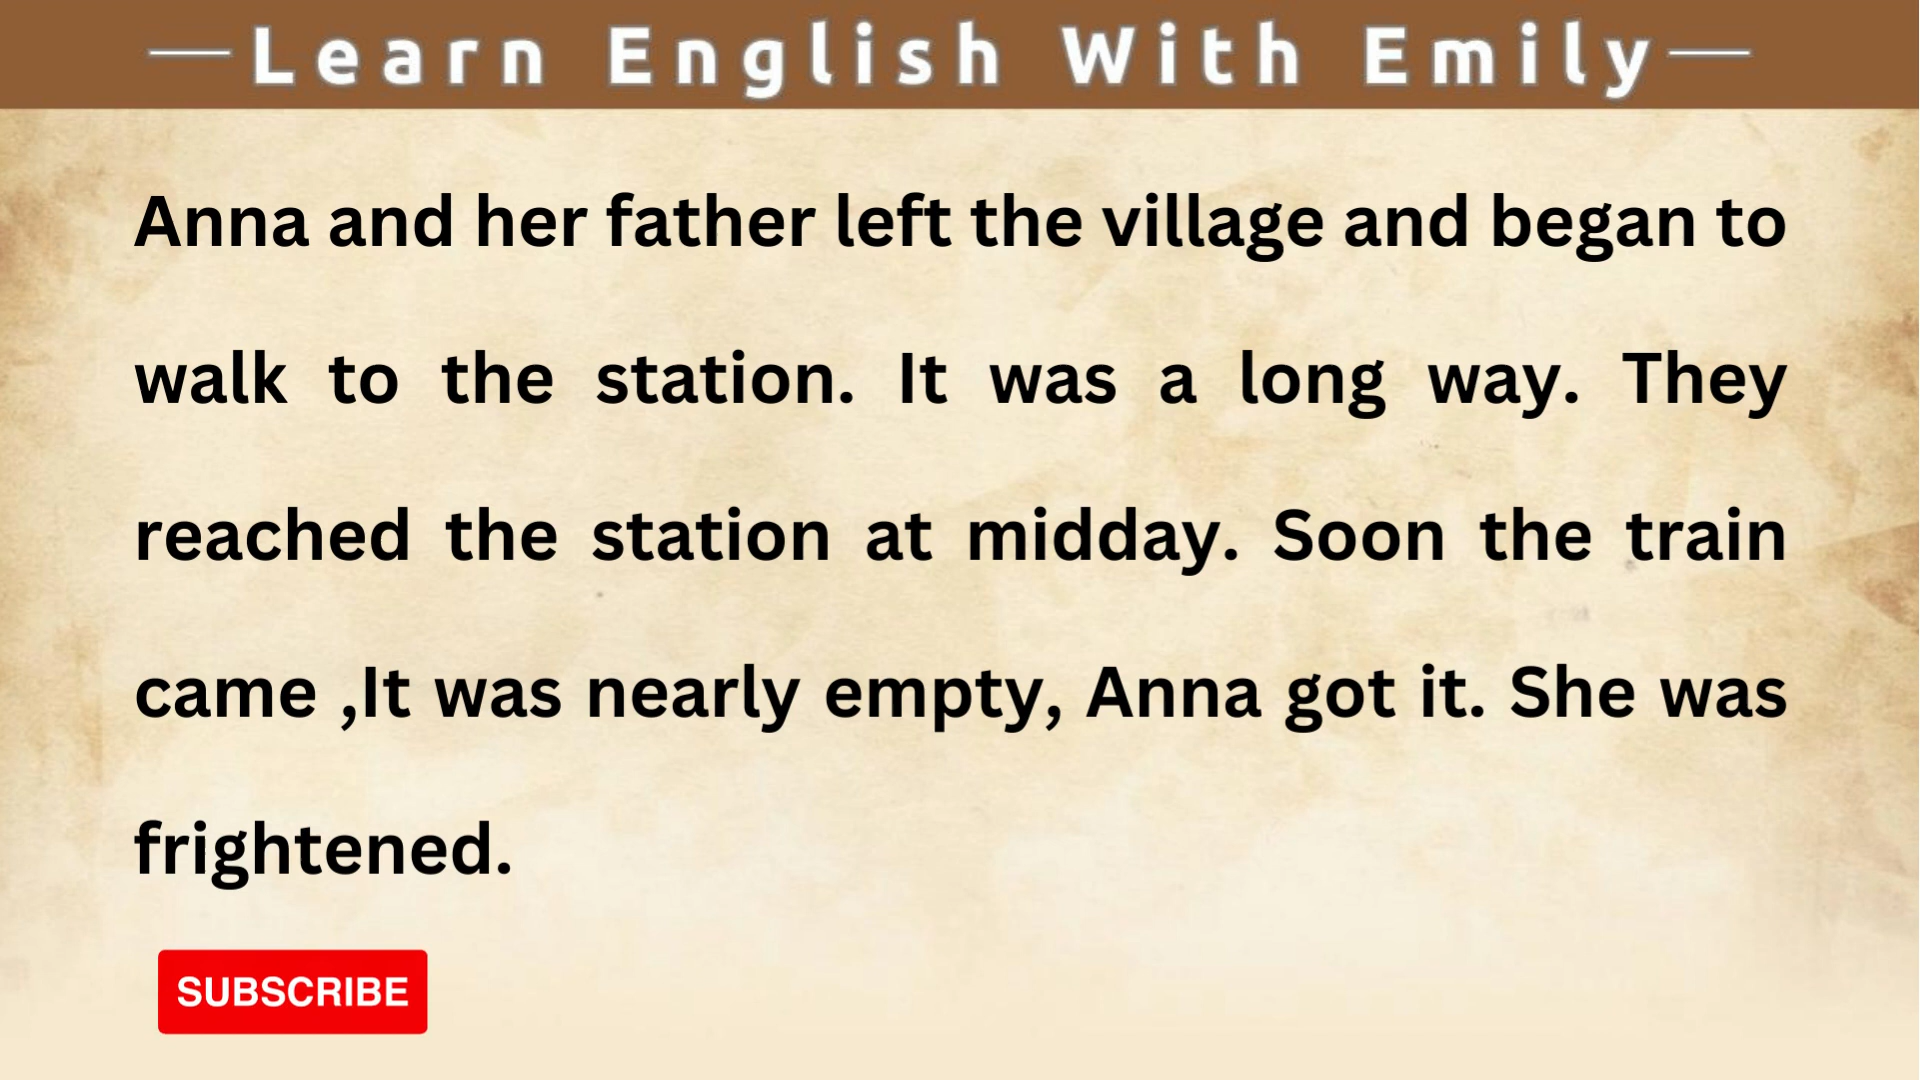 Learn English With Emily
Anna and her father left the village and began to
walk to the station. It was a long way. They
reached the station at midday. Soon the train
came ,It was nearly empty, Anna got it. She was
frightened.
SUBSCRIBE